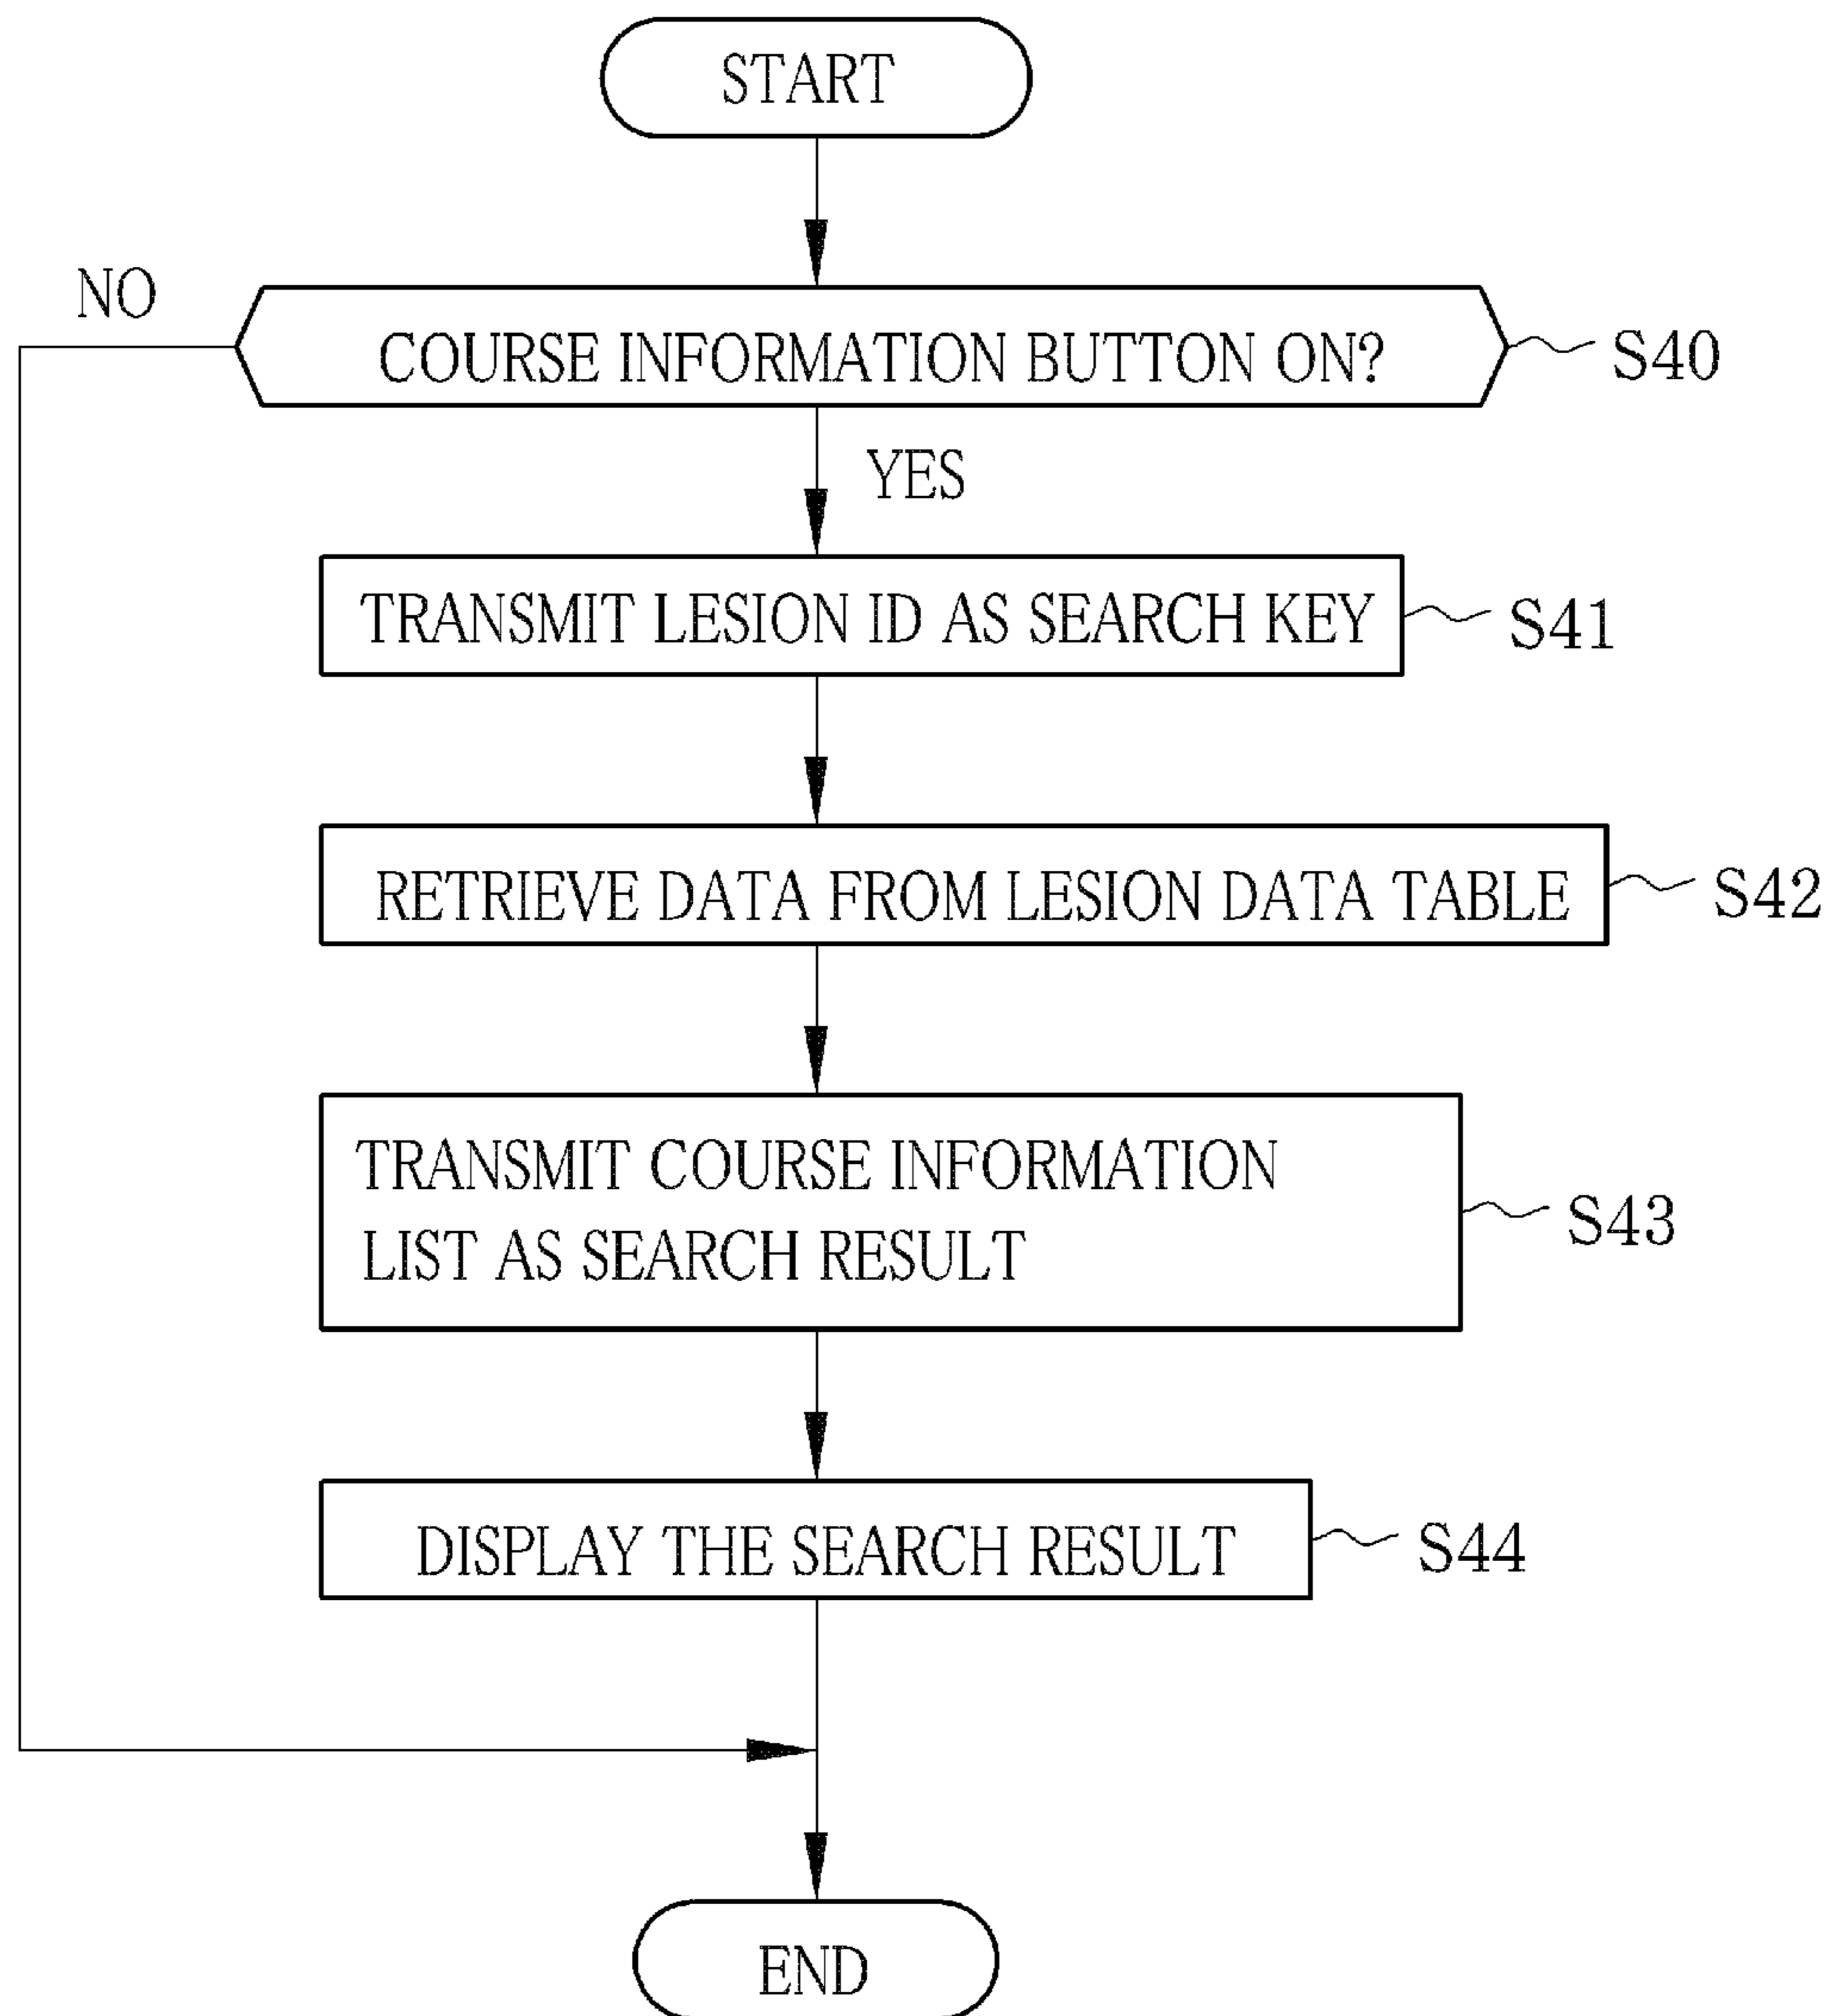 START
NO
COURSE INFORMATION BUTTON ON?
S40
YES
TRANSMIT LESION ID AS SEARCH KEY
S41
RETRIEVE DATA FROM LESION DATA TABLE
S42
TRANSMIT COURSE INFORMATION
LIST AS SEARCH RESULT
S43
DISPLAY THE SEARCH RESULT
S44
END